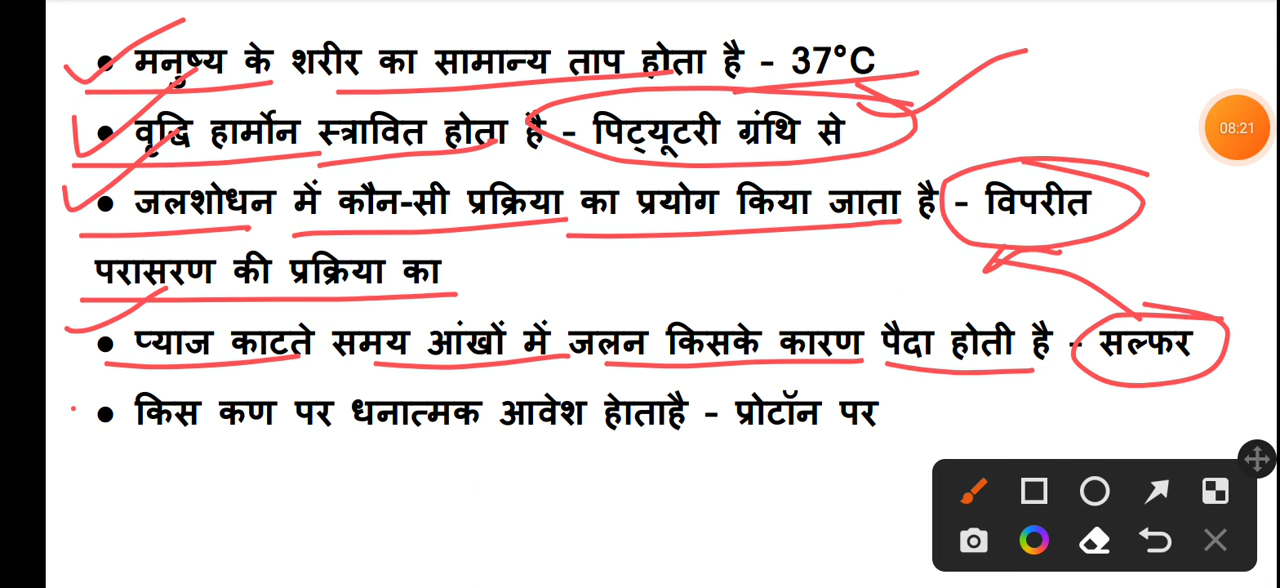 ● मनुष्य के शरीर का सामान्य ताप होता है - 37°C
● वृद्धि हार्मोन स्त्रावित होता है - पिट्यूटरी ग्रंथि से
● जलशोधन में कौन-सी प्रक्रिया का प्रयोग किया जाता है - विपरीत
परासरण की प्रक्रिया का
● प्याज काटते समय आंखों में जलन किसके कारण पैदा होती है - सल्फर
● किस कण पर धनात्मक आवेश हेाताहै - प्रोटॉन पर
08:21